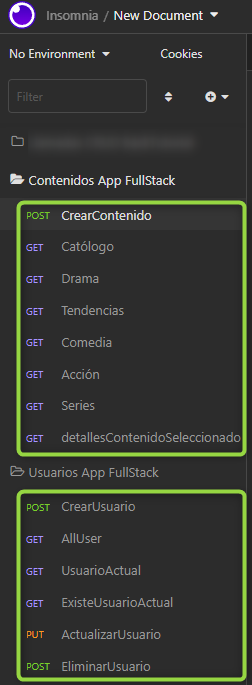 Insomnia / New Document
No Environment Cookies
Filter
Contenidos App FullStack
POST CrearContenido
GET Católogo
GET Drama
GET Tendencias
GET Comedia
GET Acción
GET Series
GET detallesContenidoSeleccionado
Usuarios App FullStack
POST CrearUsuario
GET AllUser
GET UsuarioActual
GET ExisteUsuarioActual
PUT ActualizarUsuario
POST EliminarUsuario